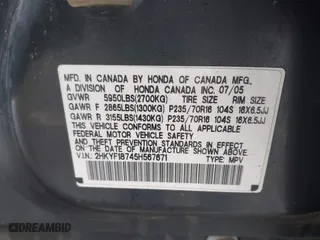 MFD. IN CANADA BY HONDA OF CANADA MFG.,
A DIVISION OF HONDA CANADA INC. 07/05
GVWR 5950LBS(2700KG) TIRE SIZE RIM SIZE
GAWR F 2865LBS(1300KG) P235/70R16 104S 16X6.5JJ
GAWR R 3155LBS(1430KG) P235/70R16 104S 16X6.5JJ
THIS VEHICLE CONFORMS TO ALL APPLICABLE
FEDERAL MOTOR VEHICLE SAFETY, BUMPER,
AND THEFT PREVENTION STANDARDS IN EFFECT
ON THE DATE OF MANUFACTURE SHOWN ABOVE.
V.I.N: 2HKYF18745H567671 TYPE: MPV
DREAMBID